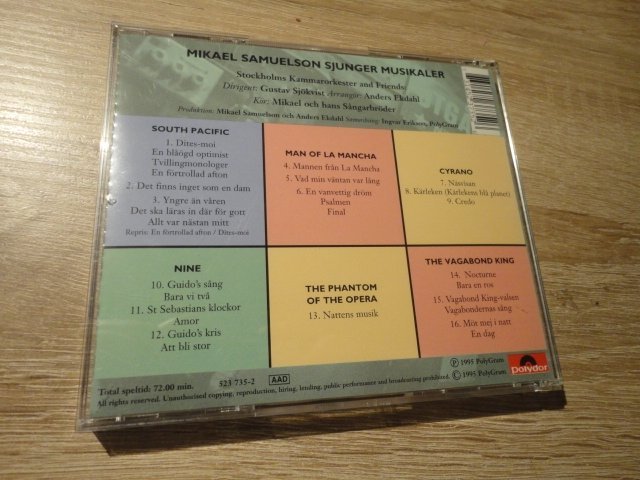 MIKAEL SAMUELSON SJUNGER MUSIKALER
Stockholms Kammarorkester and Friends:
Dirigent: Gustav Sjökvist Arrangör: Anders Ekdahl
Kör: Mikael och hans Sångarbröder
Produktion: Mikael Samuelson och Anders Ekdahl Samordning: Ingvar Erikson, PolyGram
SOUTH PACIFIC
1. Dites-moi
En blåögd optimist
Tvillingmonologer
En förtrollad afton
2. Det finns inget som en dam
3. Yngre än våren
Det ska läras in där för gott
Allt var nästan mitt
Repris: En förtrollad afton / Dites-moi
MAN OF LA MANCHA
4. Mannen från La Mancha
5. Vad min väntan var lång
6. En vanvettig dröm
Psalmen
Final
CYRANO
7. Näsvisan
8. Kärleken (Kärlekens blå planet)
9. Credo
NINE
10. Guido's sång
Bara vi två
11. St Sebastians klockor
Amor
12. Guido's kris
Att bli stor
THE PHANTOM
OF THE OPERA
13. Nattens musik
THE VAGABOND KING
14. Nocturne
Bara en ros
15. Vagabond King-valsen
Vagabondernas sång
16. Möt mej i natt
En dag
Total speltid: 72.00 min.
523 735-2
AAD
℗ 1995 PolyGram
© 1995 PolyGram
polydor
All rights reserved. Unauthorised copying, reproduction, hiring, lending, public performance and broadcasting prohibited.